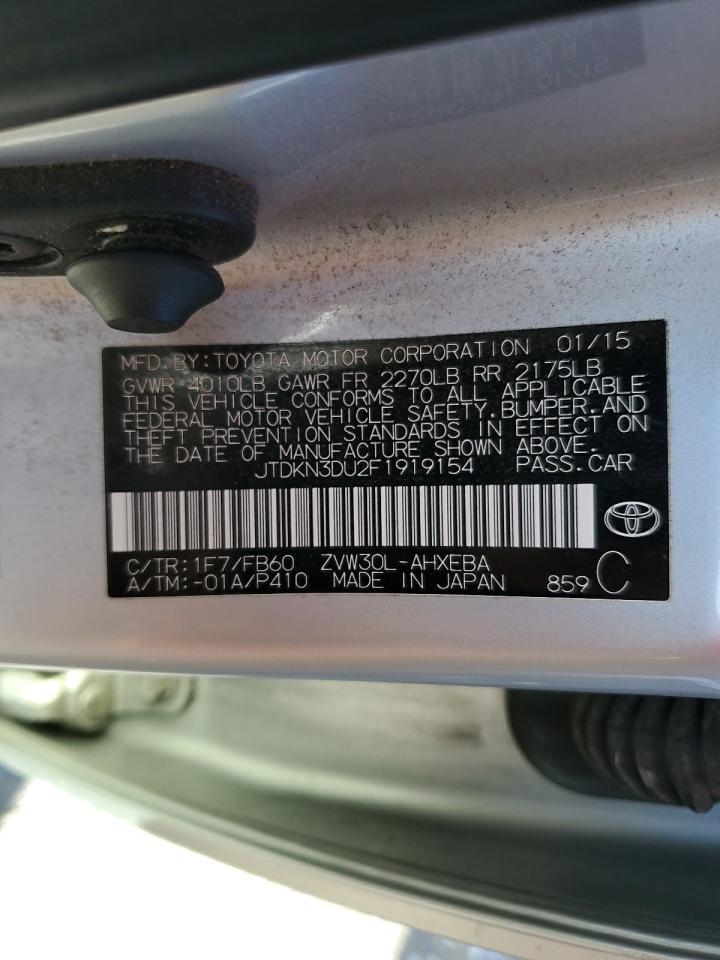 MFD.BY:TOYOTA MOTOR CORPORATION 01/15
GVWR 4010LB GAWR FR 2270LB RR 2175LB
THIS VEHICLE CONFORMS TO ALL APPLICABLE
FEDERAL MOTOR VEHICLE SAFETY,BUMPER,AND
THEFT PREVENTION STANDARDS IN EFFECT ON
THE DATE OF MANUFACTURE SHOWN ABOVE.
JTDKN3DU2F1919154 PASS.CAR
C/TR:1F7/FB60 ZVW30L-AHXEBA
A/TM:-01A/P410 MADE IN JAPAN 859 C